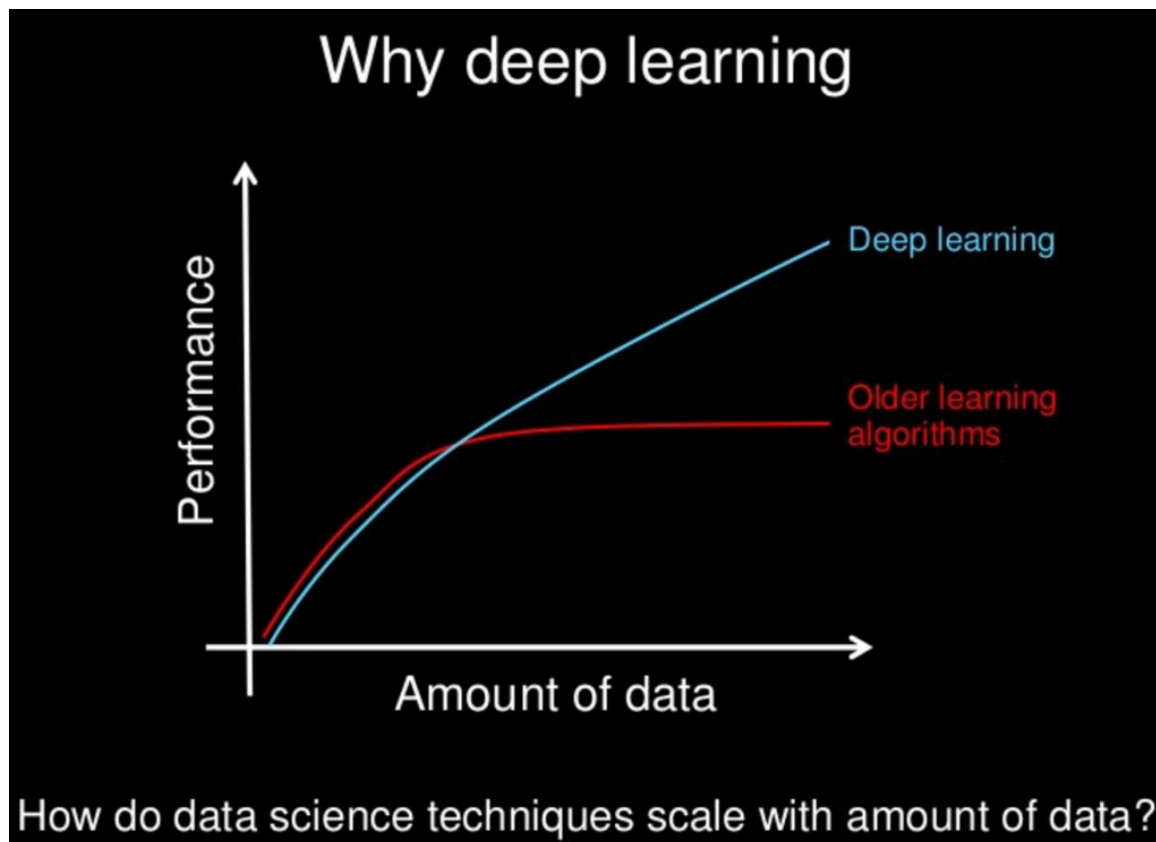 Why deep learning
Performance
Deep learning
Older learning
algorithms
Amount of data
How do data science techniques scale with amount of data?